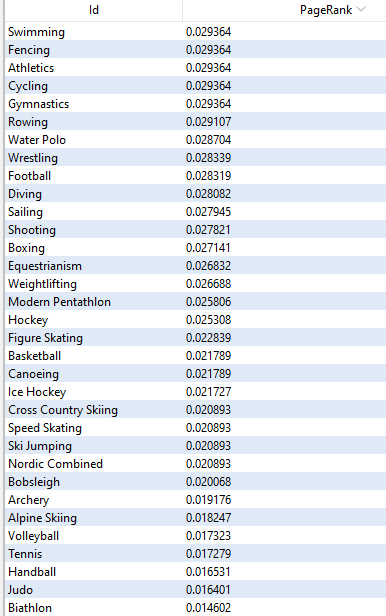 Id PageRank
Swimming 0.029364
Fencing 0.029364
Athletics 0.029364
Cycling 0.029364
Gymnastics 0.029364
Rowing 0.029107
Water Polo 0.028704
Wrestling 0.028339
Football 0.028319
Diving 0.028082
Sailing 0.027945
Shooting 0.027821
Boxing 0.027141
Equestrianism 0.026832
Weightlifting 0.026688
Modern Pentathlon 0.025806
Hockey 0.025308
Figure Skating 0.022839
Basketball 0.021789
Canoeing 0.021789
Ice Hockey 0.021727
Cross Country Skiing 0.020893
Speed Skating 0.020893
Ski Jumping 0.020893
Nordic Combined 0.020893
Bobsleigh 0.020068
Archery 0.019176
Alpine Skiing 0.018247
Volleyball 0.017323
Tennis 0.017279
Handball 0.016531
Judo 0.016401
Biathlon 0.014602